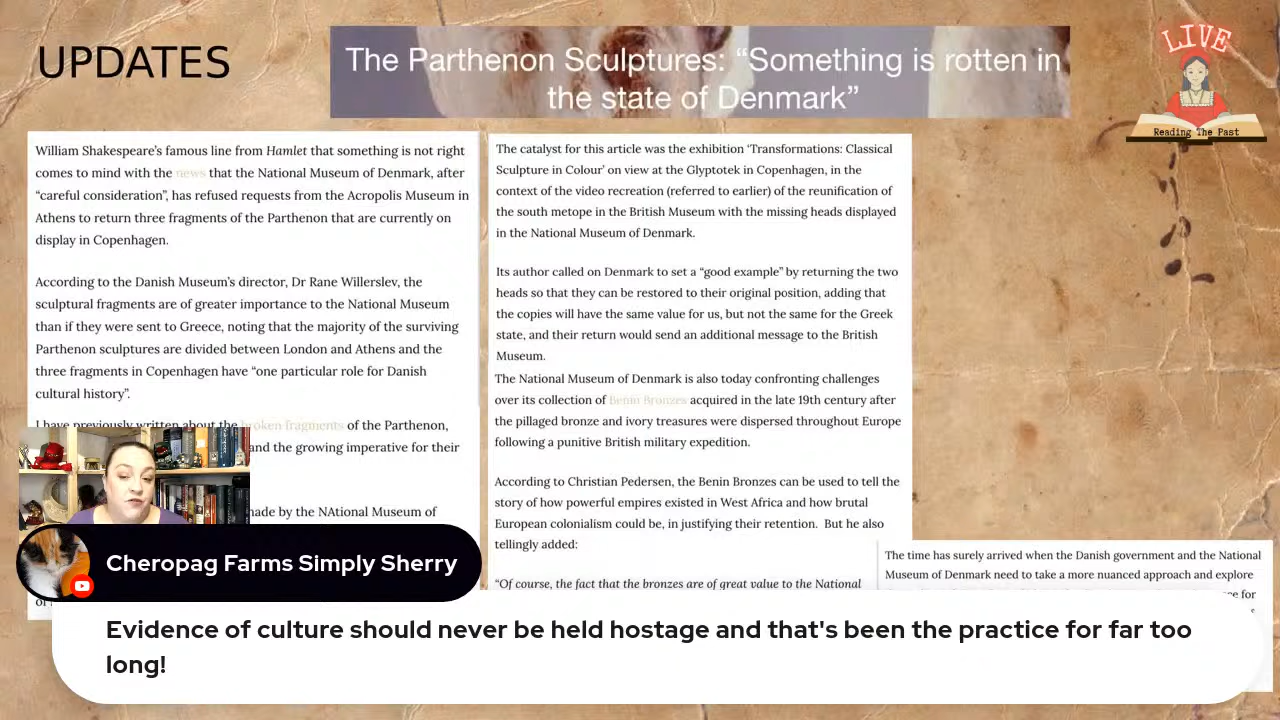 UPDATES
The Parthenon Sculptures: “Something is rotten in
the state of Denmark”
LIVE
Reading The Past
William Shakespeare’s famous line from Hamlet that something is not right
comes to mind with the news that the National Museum of Denmark, after
“careful consideration”, has refused requests from the Acropolis Museum in
Athens to return three fragments of the Parthenon that are currently on
display in Copenhagen.
According to the Danish Museum’s director, Dr Rane Willerslev, the
sculptural fragments are of greater importance to the National Museum
than if they were sent to Greece, noting that the majority of the surviving
Parthenon sculptures are divided between London and Athens and the
three fragments in Copenhagen have “one particular role for Danish
cultural history”.
I have previously written about the broken fragments of the Parthenon,
and the growing imperative for their
made by the NAtional Museum of
The catalyst for this article was the exhibition ‘Transformations: Classical
Sculpture in Colour’ on view at the Glyptotek in Copenhagen, in the
context of the video recreation (referred to earlier) of the reunification of
the south metope in the British Museum with the missing heads displayed
in the National Museum of Denmark.
Its author called on Denmark to set a “good example” by returning the two
heads so that they can be restored to their original position, adding that
the copies will have the same value for us, but not the same for the Greek
state, and their return would send an additional message to the British
Museum.
The National Museum of Denmark is also today confronting challenges
over its collection of Benin Bronzes acquired in the late 19th century after
the pillaged bronze and ivory treasures were dispersed throughout Europe
following a punitive British military expedition.
According to Christian Pedersen, the Benin Bronzes can be used to tell the
story of how powerful empires existed in West Africa and how brutal
European colonialism could be, in justifying their retention. But he also
tellingly added:
“Of course, the fact that the bronzes are of great value to the National
The time has surely arrived when the Danish government and the National
Museum of Denmark need to take a more nuanced approach and explore
Cheropag Farms Simply Sherry
Evidence of culture should never be held hostage and that's been the practice for far too
long!